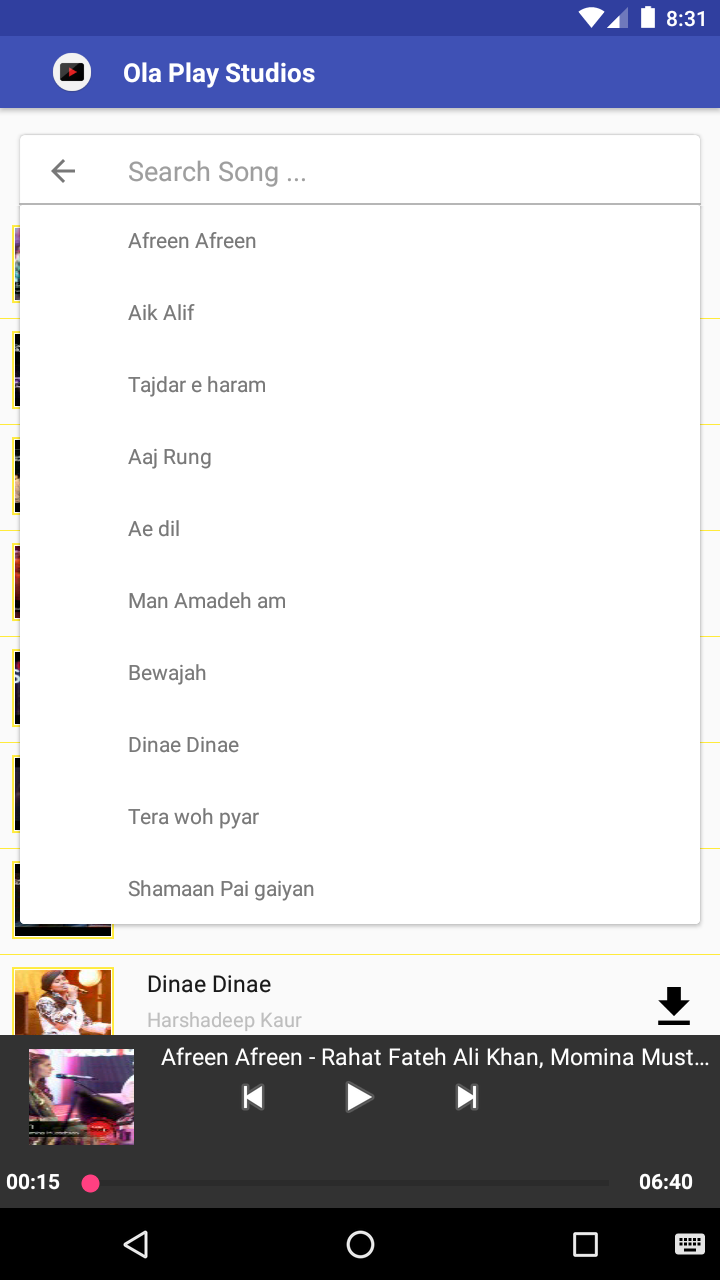 8:31
Ola Play Studios
Search Song ...
Afreen Afreen
Aik Alif
Tajdar e haram
Aaj Rung
Ae dil
Man Amadeh am
Bewajah
Dinae Dinae
Tera woh pyar
Shamaan Pai gaiyan
Dinae Dinae
Harshadeep Kaur
Afreen Afreen - Rahat Fateh Ali Khan, Momina Must...
00:15
06:40